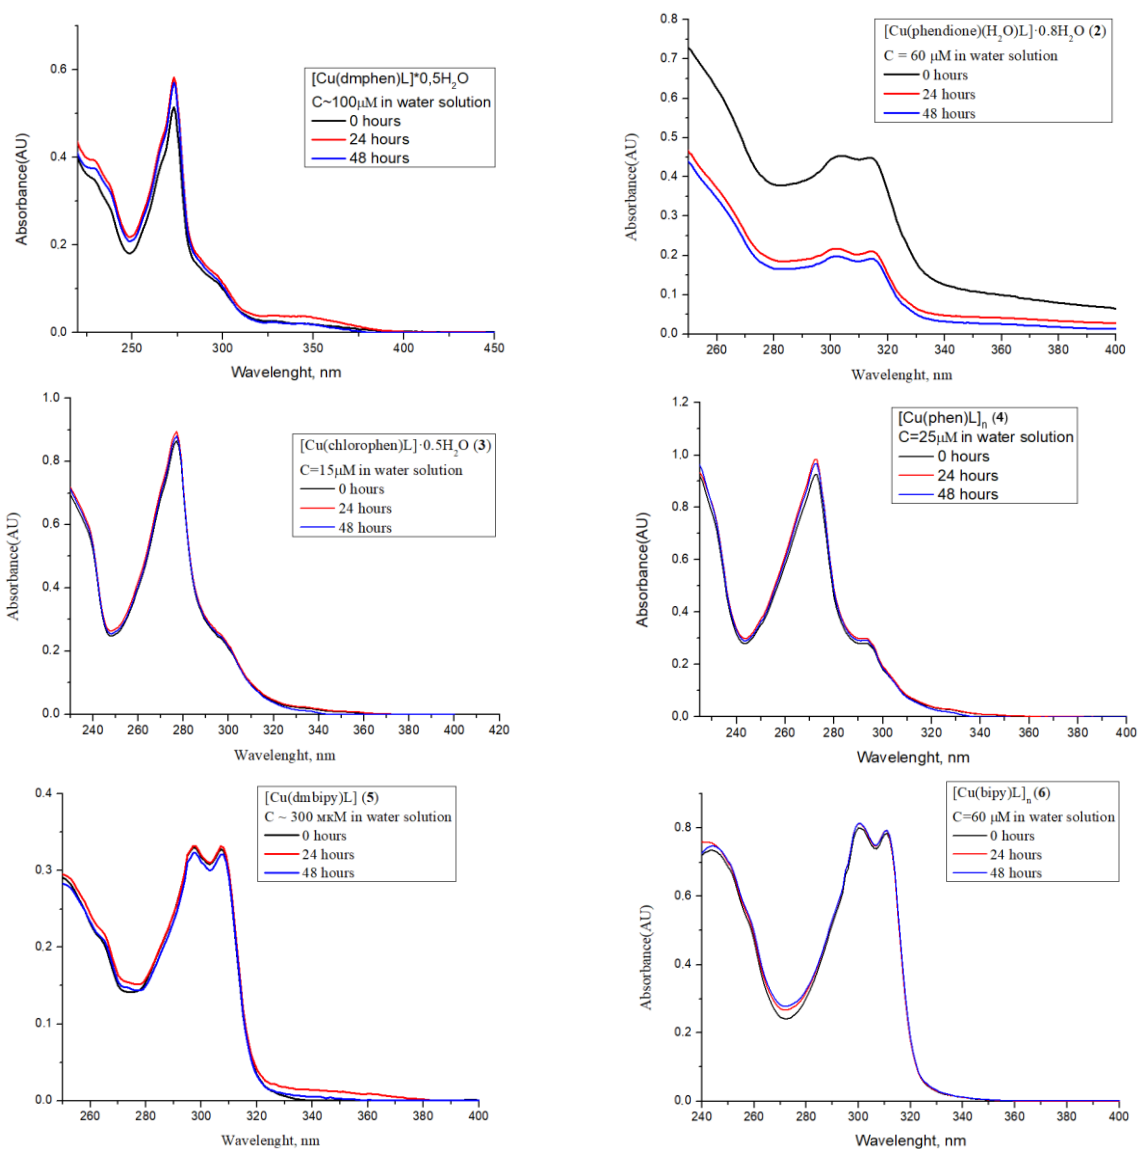 [Cu(dmphen)L]*0,5H₂O
C~100μM in water solution
0 hours
24 hours
48 hours
Absorbance(AU)
0.6
0.4
0.2
0.0
250 300 350 400 450
Wavelenght, nm
[Cu(phendione)(H₂O)L]·0.8H₂O (2)
C = 60 μM in water solution
0 hours
24 hours
48 hours
Absorbance(AU)
0.8
0.7
0.6
0.5
0.4
0.3
0.2
0.1
0.0
260 280 300 320 340 360 380 400
Wavelenght, nm
[Cu(chlorophen)L]·0.5H₂O (3)
C=15μM in water solution
0 hours
24 hours
48 hours
Absorbance(AU)
1.0
0.8
0.6
0.4
0.2
0.0
240 260 280 300 320 340 360 380 400 420
Wavelenght, nm
[Cu(phen)L]ₙ (4)
C=25μM in water solution
0 hours
24 hours
48 hours
Absorbance(AU)
1.2
1.0
0.8
0.6
0.4
0.2
0.0
240 260 280 300 320 340 360 380 400
Wavelenght, nm
[Cu(dmbipy)L] (5)
C ~ 300 мкМ in water solution
0 hours
24 hours
48 hours
Absorbance(AU)
0.4
0.3
0.2
0.1
0.0
260 280 300 320 340 360 380 400
Wavelenght, nm
[Cu(bipy)L]ₙ (6)
C=60 μM in water solution
0 hours
24 hours
48 hours
Absorbance(AU)
0.8
0.6
0.4
0.2
0.0
240 260 280 300 320 340 360 380 400
Wavelenght, nm